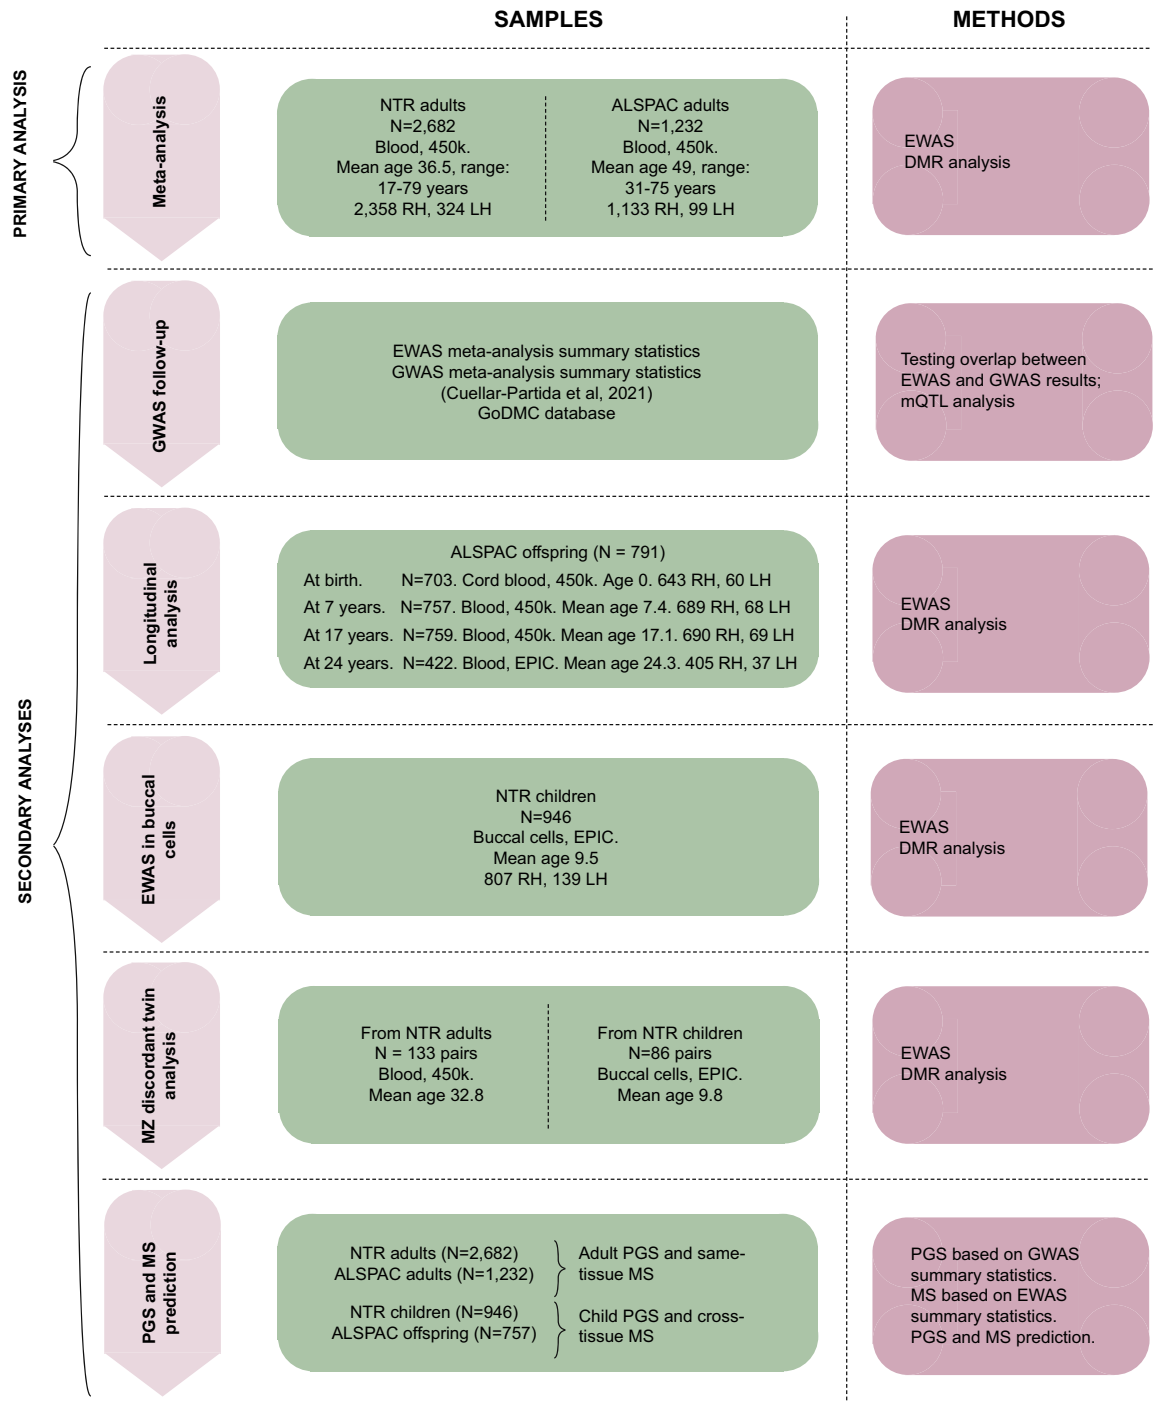 SAMPLES
METHODS
PRIMARY ANALYSIS
Meta-analysis
NTR adults
N=2,682
Blood, 450k.
Mean age 36.5, range:
17-79 years
2,358 RH, 324 LH
ALSPAC adults
N=1,232
Blood, 450k.
Mean age 49, range:
31-75 years
1,133 RH, 99 LH
EWAS
DMR analysis
SECONDARY ANALYSES
GWAS follow-up
EWAS meta-analysis summary statistics
GWAS meta-analysis summary statistics
(Cuellar-Partida et al, 2021)
GoDMC database
Testing overlap between
EWAS and GWAS results;
mQTL analysis
Longitudinal
analysis
ALSPAC offspring (N = 791)
At birth. N=703. Cord blood, 450k. Age 0. 643 RH, 60 LH
At 7 years. N=757. Blood, 450k. Mean age 7.4. 689 RH, 68 LH
At 17 years. N=759. Blood, 450k. Mean age 17.1. 690 RH, 69 LH
At 24 years. N=422. Blood, EPIC. Mean age 24.3. 405 RH, 37 LH
EWAS
DMR analysis
EWAS in buccal
cells
NTR children
N=946
Buccal cells, EPIC.
Mean age 9.5
807 RH, 139 LH
EWAS
DMR analysis
MZ discordant twin
analysis
From NTR adults
N = 133 pairs
Blood, 450k.
Mean age 32.8
From NTR children
N=86 pairs
Buccal cells, EPIC.
Mean age 9.8
EWAS
DMR analysis
PGS and MS
prediction
NTR adults (N=2,682)
ALSPAC adults (N=1,232)
Adult PGS and same-
tissue MS
NTR children (N=946)
ALSPAC offspring (N=757)
Child PGS and cross-
tissue MS
PGS based on GWAS
summary statistics.
MS based on EWAS
summary statistics.
PGS and MS prediction.